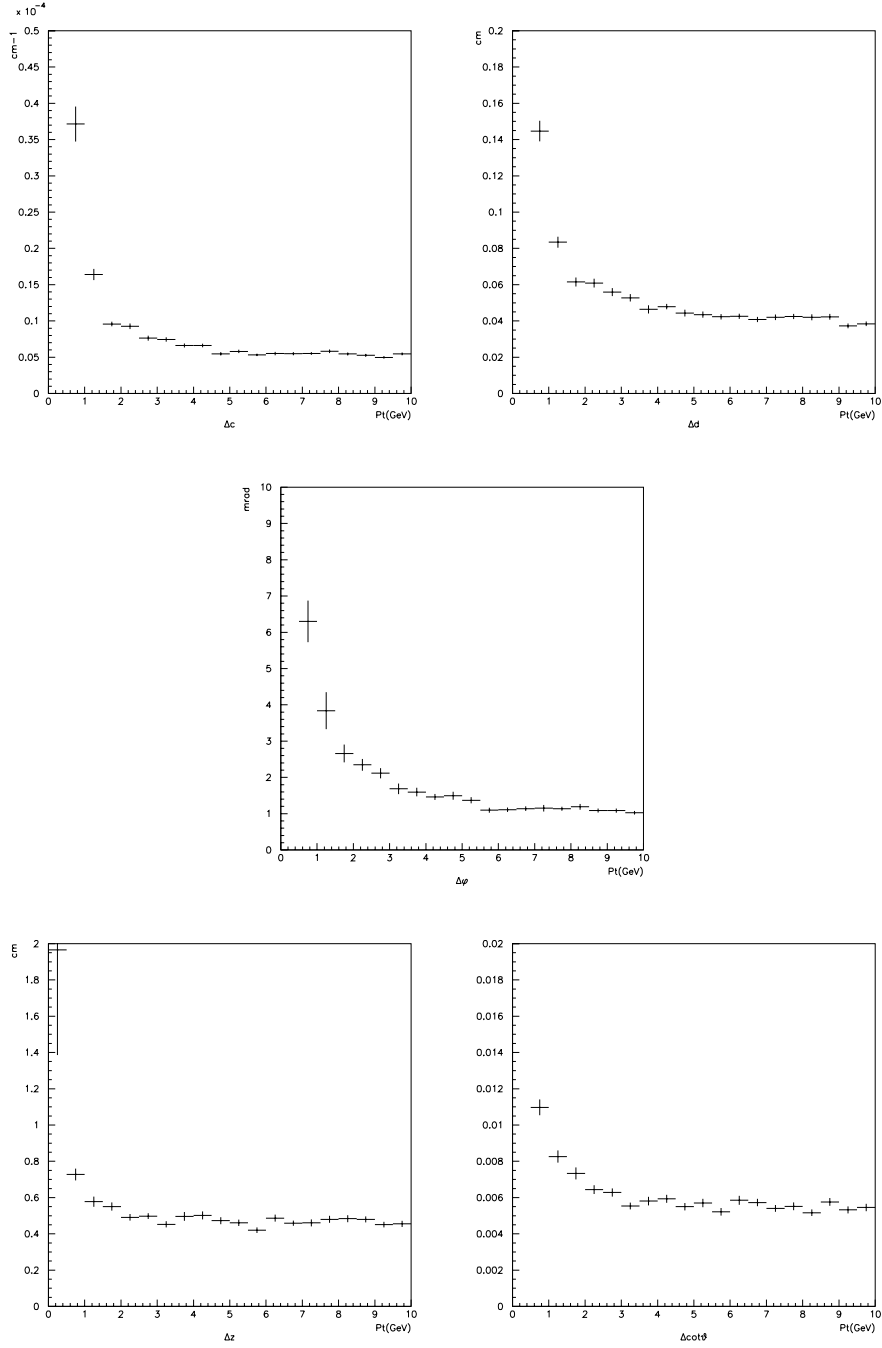 x 10⁻⁴
cm-1
0.5
0.45
0.4
0.35
0.3
0.25
0.2
0.15
0.1
0.05
0
0 1 2 3 4 5 6 7 8 9 10
Pt(GeV)
Δc
cm
0.2
0.18
0.16
0.14
0.12
0.1
0.08
0.06
0.04
0.02
0
0 1 2 3 4 5 6 7 8 9 10
Pt(GeV)
Δd
mrad
10
9
8
7
6
5
4
3
2
1
0
0 1 2 3 4 5 6 7 8 9 10
Pt(GeV)
Δφ
cm
2
1.8
1.6
1.4
1.2
1
0.8
0.6
0.4
0.2
0
0 1 2 3 4 5 6 7 8 9 10
Pt(GeV)
Δz
0.02
0.018
0.016
0.014
0.012
0.01
0.008
0.006
0.004
0.002
0
0 1 2 3 4 5 6 7 8 9 10
Pt(GeV)
Δcotϑ